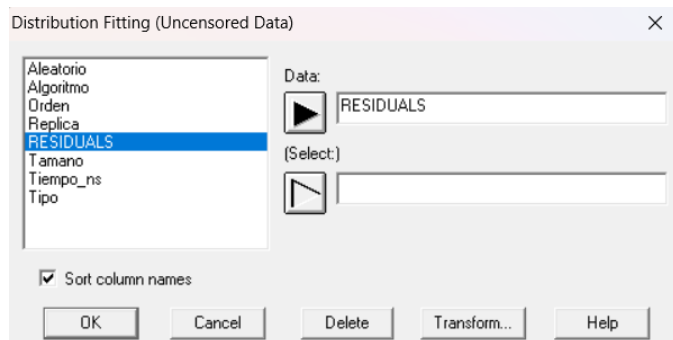 Distribution Fitting (Uncensored Data)
Aleatorio
Algoritmo
Orden
Replica
RESIDUALS
Tamano
Tiempo_ns
Tipo
Data:
RESIDUALS
(Select:)
Sort column names
OK Cancel Delete Transform... Help